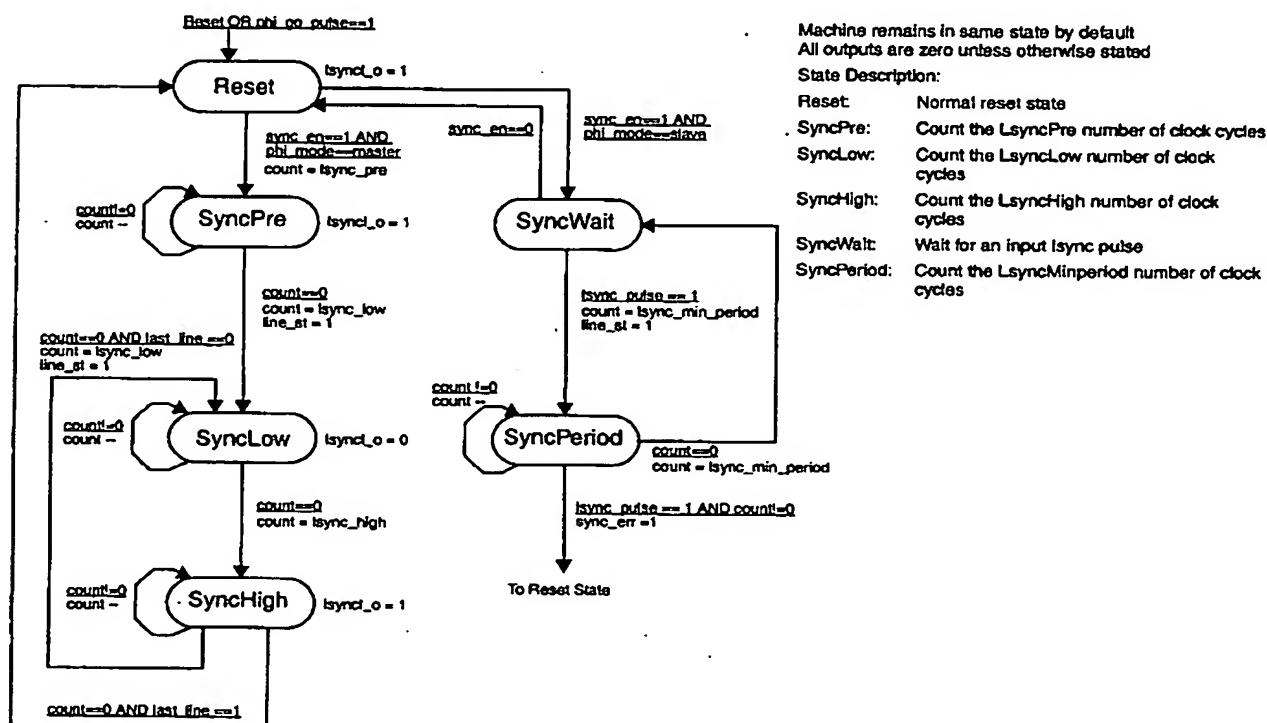 Reset OR phi_go_pulse==1
Reset
lsyncl_o = 1
sync_en==1 AND
phi_mode==master
count = lsync_pre
sync_en==0
sync_en==1 AND
phi_mode==slave
count!=0
count --
SyncPre
lsyncl_o = 1
SyncWait
count==0
count = lsync_low
line_st = 1
lsync_pulse == 1
count = lsync_min_period
line_st = 1
count==0 AND last_line ==0
count = lsync_low
line_st = 1
count!=0
count --
SyncLow
lsyncl_o = 0
count !=0
count --
SyncPeriod
count==0
count = lsync_min_period
count==0
count = lsync_high
lsync_pulse == 1 AND count!=0
sync_err =1
To Reset State
count!=0
count --
SyncHigh
lsyncl_o = 1
count==0 AND last_line ==1
Machine remains in same state by default
All outputs are zero unless otherwise stated
State Description:
Reset: Normal reset state
SyncPre: Count the LsyncPre number of clock cycles
SyncLow: Count the LsyncLow number of clock
cycles
SyncHigh: Count the LsyncHigh number of clock
cycles
SyncWait: Wait for an input lsync pulse
SyncPeriod: Count the LsyncMinperiod number of clock
cycles